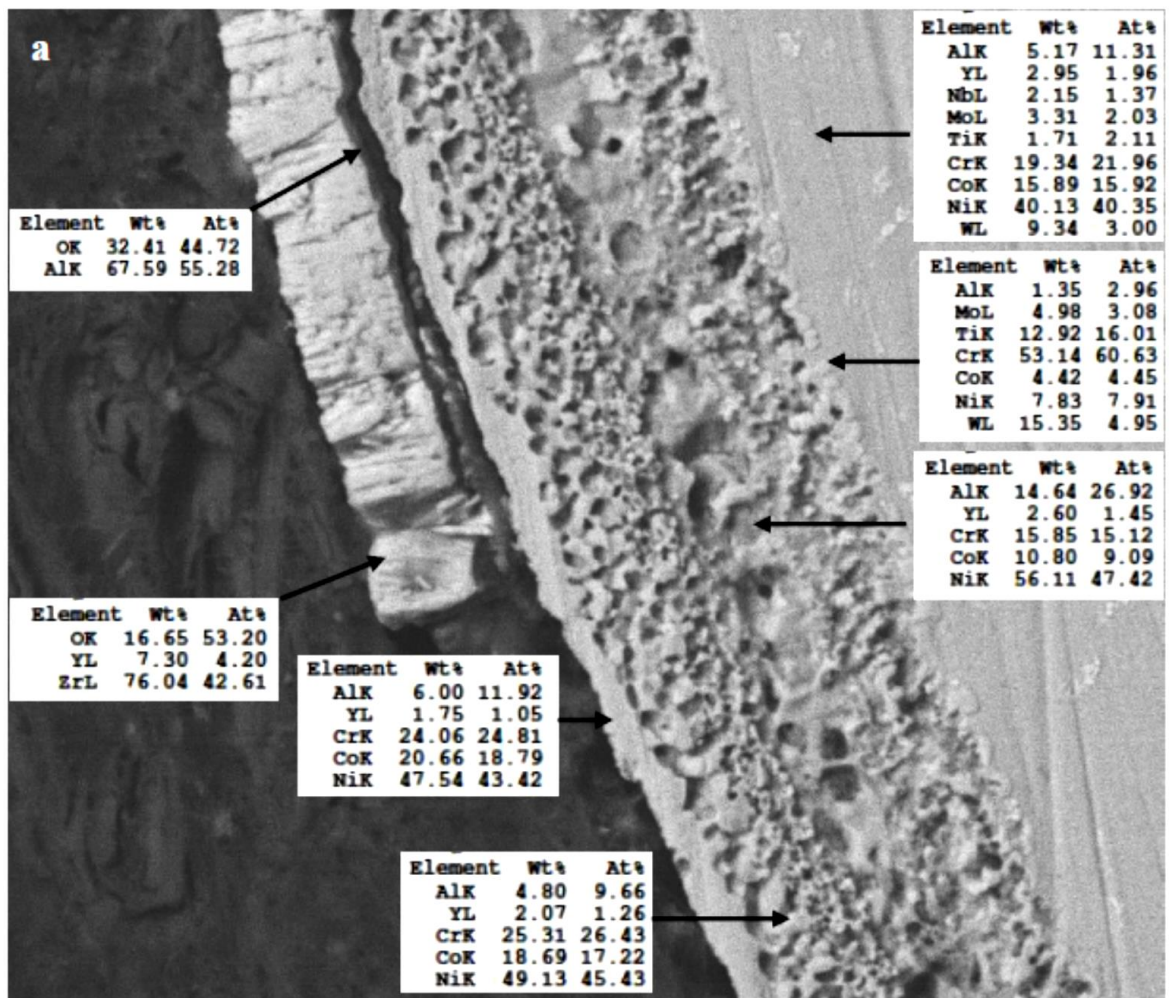 a
Element Wt% At%
AlK 5.17 11.31
YL 2.95 1.96
NbL 2.15 1.37
MoL 3.31 2.03
TiK 1.71 2.11
CrK 19.34 21.96
CoK 15.89 15.92
NiK 40.13 40.35
WL 9.34 3.00
Element Wt% At%
OK 32.41 44.72
AlK 67.59 55.28
Element Wt% At%
AlK 1.35 2.96
MoL 4.98 3.08
TiK 12.92 16.01
CrK 53.14 60.63
CoK 4.42 4.45
NiK 7.83 7.91
WL 15.35 4.95
Element Wt% At%
AlK 14.64 26.92
YL 2.60 1.45
CrK 15.85 15.12
CoK 10.80 9.09
NiK 56.11 47.42
Element Wt% At%
OK 16.65 53.20
YL 7.30 4.20
ZrL 76.04 42.61
Element Wt% At%
AlK 6.00 11.92
YL 1.75 1.05
CrK 24.06 24.81
CoK 20.66 18.79
NiK 47.54 43.42
Element Wt% At%
AlK 4.80 9.66
YL 2.07 1.26
CrK 25.31 26.43
CoK 18.69 17.22
NiK 49.13 45.43